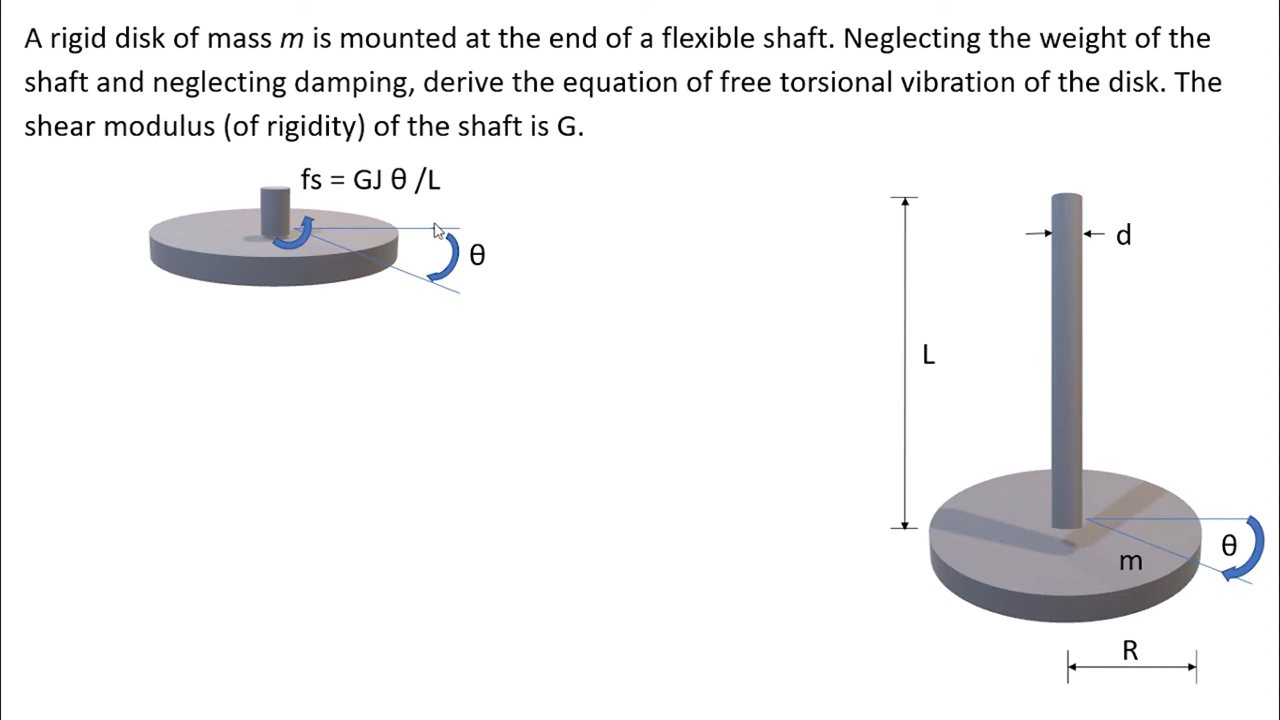 A rigid disk of mass m is mounted at the end of a flexible shaft. Neglecting the weight of the
shaft and neglecting damping, derive the equation of free torsional vibration of the disk. The
shear modulus (of rigidity) of the shaft is G.
fs = GJ θ /L
θ
d
L
θ
m
R